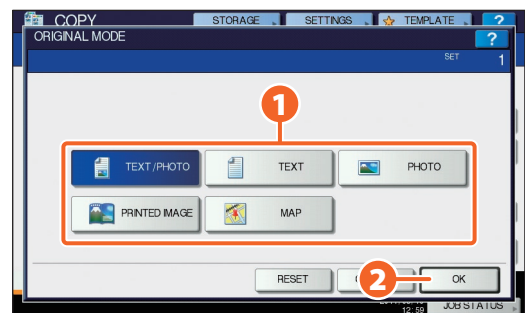 COPY STORAGE SETTINGS TEMPLATE ?
ORIGINAL MODE ?
SET 1
1
TEXT/PHOTO TEXT PHOTO
PRINTED IMAGE MAP
RESET 2 OK
12:59 JOB STATUS